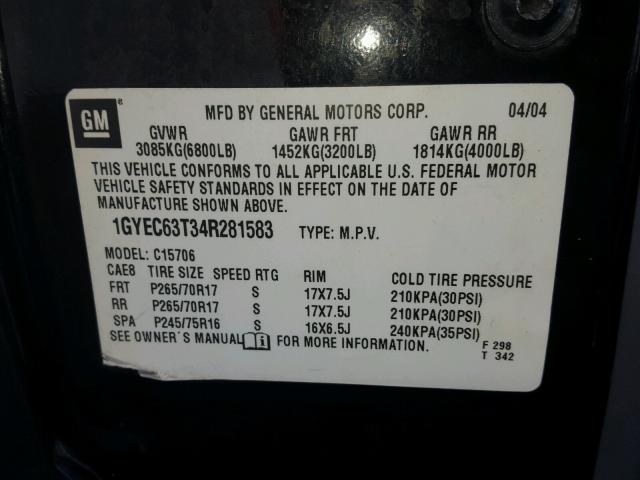 GM ® MFD BY GENERAL MOTORS CORP. 04/04
GVWR GAWR FRT GAWR RR
3085KG(6800LB) 1452KG(3200LB) 1814KG(4000LB)
THIS VEHICLE CONFORMS TO ALL APPLICABLE U.S. FEDERAL MOTOR
VEHICLE SAFETY STANDARDS IN EFFECT ON THE DATE OF
MANUFACTURE SHOWN ABOVE.
1GYEC63T34R281583 TYPE: M.P.V.
MODEL: C15706
CAE8 TIRE SIZE SPEED RTG RIM COLD TIRE PRESSURE
FRT P265/70R17 S 17X7.5J 210KPA(30PSI)
RR P265/70R17 S 17X7.5J 210KPA(30PSI)
SPA P245/75R16 S 16X6.5J 240KPA(35PSI)
SEE OWNER'S MANUAL i FOR MORE INFORMATION. F 298
T 342